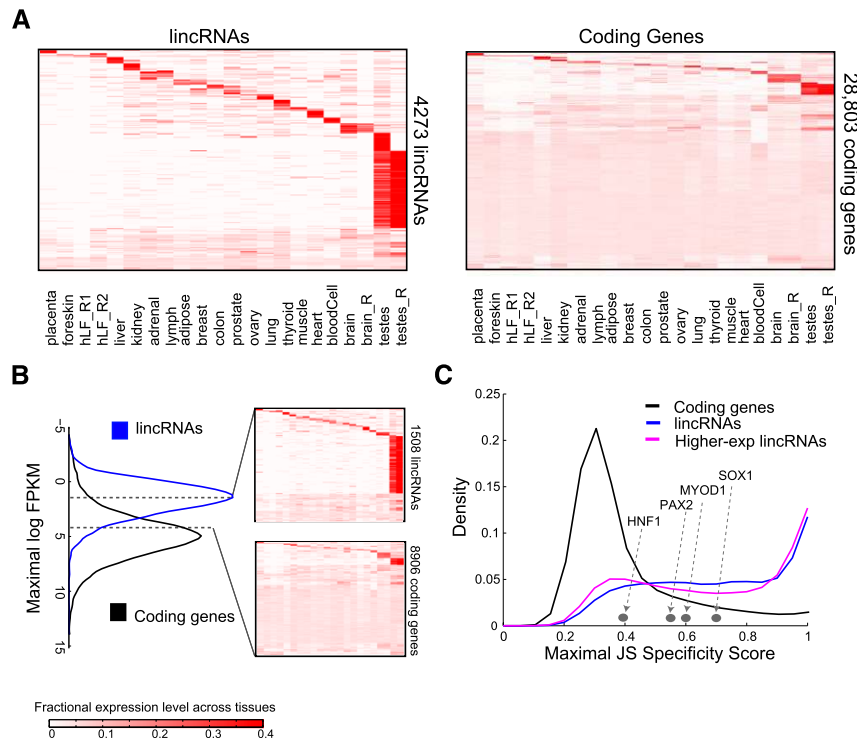 A
lincRNAs
Coding Genes
4273 lincRNAs
28,803 coding genes
placenta
foreskin
hLF_R1
hLF_R2
liver
kidney
adrenal
lymph
adipose
breast
colon
prostate
ovary
lung
thyroid
muscle
heart
bloodCell
brain
brain_R
testes
testes_R
placenta
foreskin
hLF_R1
hLF_R2
liver
kidney
adrenal
lymph
adipose
breast
colon
prostate
ovary
lung
thyroid
muscle
heart
bloodCell
brain
brain_R
testes
testes_R
B
Maximal log FPKM
-5
0
5
10
15
lincRNAs
Coding genes
1508 lincRNAs
8906 coding genes
Fractional expression level across tissues
0 0.1 0.2 0.3 0.4
C
Density
0.25
0.2
0.15
0.1
0.05
0
Coding genes
lincRNAs
Higher-exp lincRNAs
SOX1
MYOD1
PAX2
HNF1
0 0.2 0.4 0.6 0.8 1
Maximal JS Specificity Score